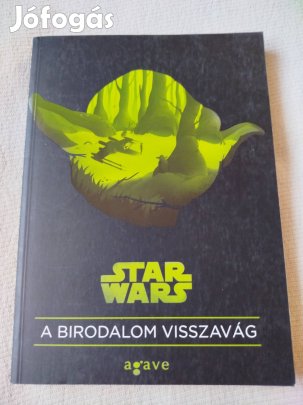 Jófogás
STAR
WARS
A BIRODALOM VISSZAVÁG
agave